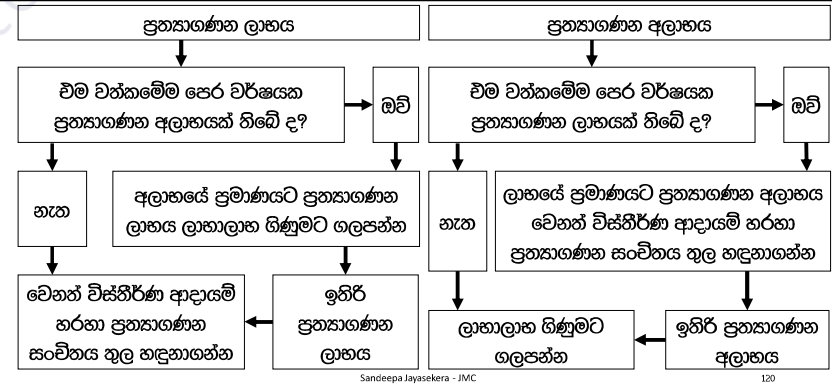 ප්‍රත්‍යාගණන ලාභය
එම වත්කමේම පෙර වර්ෂයක
ප්‍රත්‍යාගණන අලාභයක් තිබේ ද?
ඔව්
නැත
අලාභයේ ප්‍රමාණයට ප්‍රත්‍යාගණන
ලාභය ලාභාලාභ ගිණුමට ගලපන්න
වෙනත් විස්තීර්ණ ආදායම්
හරහා ප්‍රත්‍යාගණන
සංචිතය තුල හඳුනාගන්න
ඉතිරි
ප්‍රත්‍යාගණන
ලාභය
ප්‍රත්‍යාගණන අලාභය
එම වත්කමේම පෙර වර්ෂයක
ප්‍රත්‍යාගණන ලාභයක් තිබේ ද?
ඔව්
නැත
ලාභයේ ප්‍රමාණයට ප්‍රත්‍යාගණන අලාභය
වෙනත් විස්තීර්ණ ආදායම් හරහා
ප්‍රත්‍යාගණන සංචිතය තුල හඳුනාගන්න
ලාභාලාභ ගිණුමට
ගලපන්න
ඉතිරි ප්‍රත්‍යාගණන
අලාභය
Sandeepa Jayasekera - JMC
120